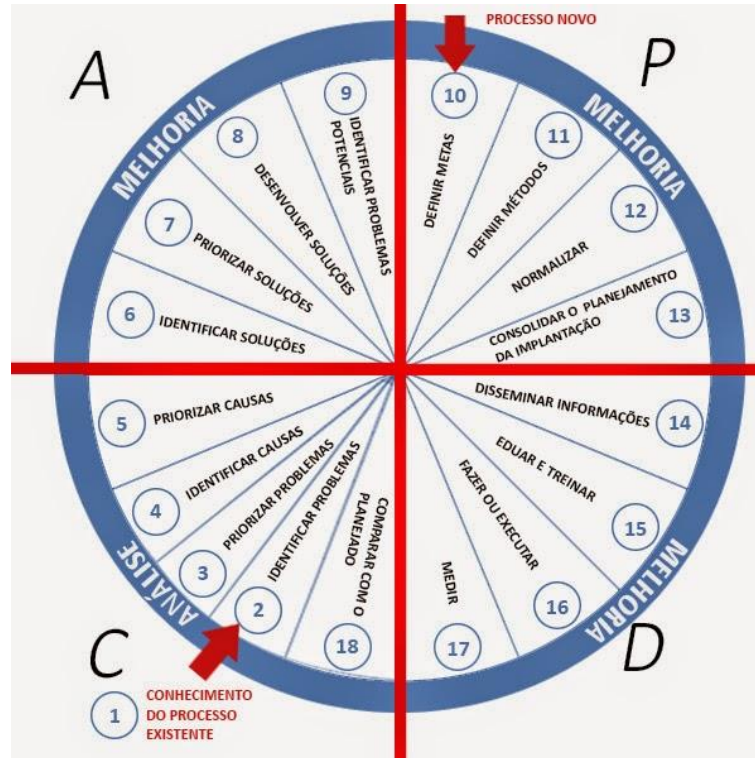 PROCESSO NOVO
A
P
MELHORIA
MELHORIA
9
IDENTIFICAR PROBLEMAS
POTENCIAIS
10
DEFINIR METAS
8
DESENVOLVER SOLUÇÕES
11
DEFINIR MÉTODOS
7
PRIORIZAR SOLUÇÕES
12
NORMALIZAR
6
IDENTIFICAR SOLUÇÕES
13
CONSOLIDAR O PLANEJAMENTO
DA IMPLANTAÇÃO
5
PRIORIZAR CAUSAS
14
DISSEMINAR INFORMAÇÕES
4
IDENTIFICAR CAUSAS
15
EDUAR E TREINAR
3
PRIORIZAR PROBLEMAS
16
FAZER OU EXECUTAR
2
IDENTIFICAR PROBLEMAS
17
MEDIR
18
COMPARAR COM O
PLANEJADO
ANÁLISE
MELHORIA
C
D
1
CONHECIMENTO
DO PROCESSO
EXISTENTE